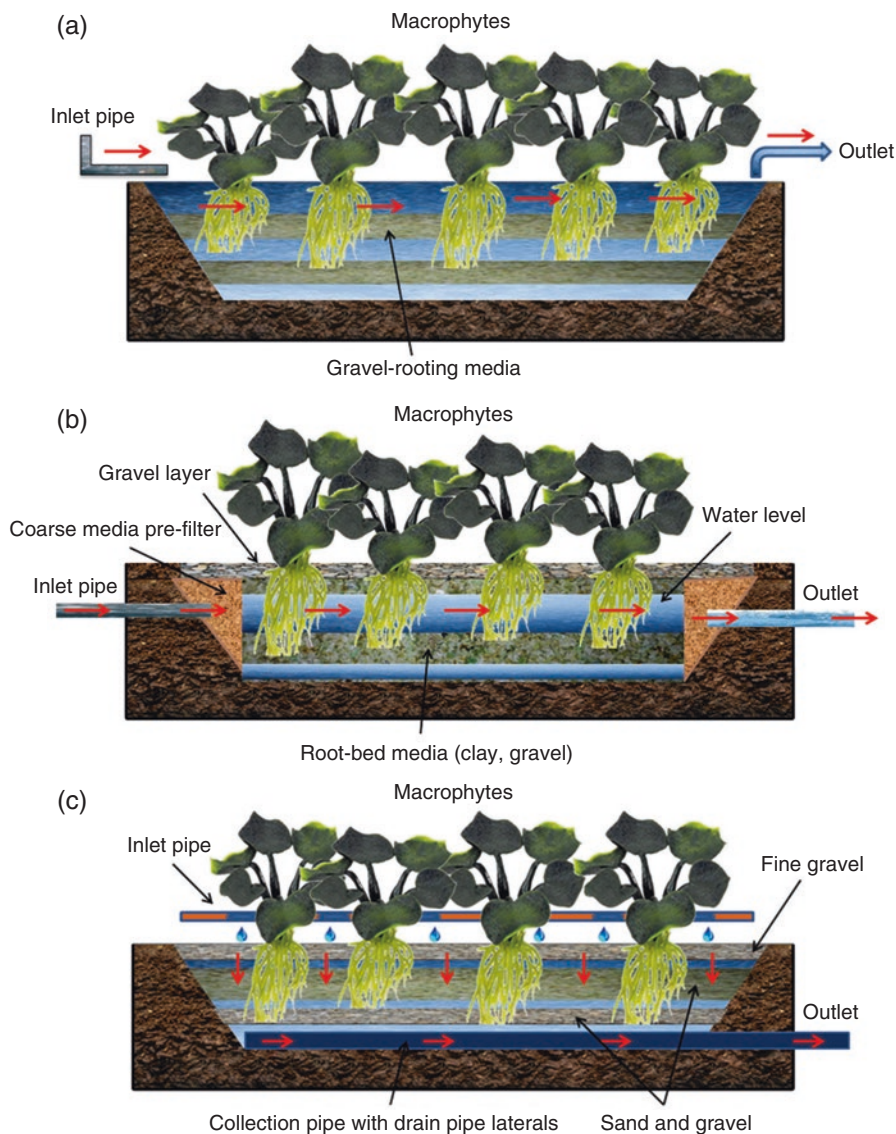 (a)
Macrophytes
Inlet pipe
Outlet
Gravel-rooting media
(b)
Macrophytes
Gravel layer
Coarse media pre-filter
Water level
Inlet pipe
Outlet
Root-bed media (clay, gravel)
(c)
Macrophytes
Inlet pipe
Fine gravel
Outlet
Collection pipe with drain pipe laterals
Sand and gravel